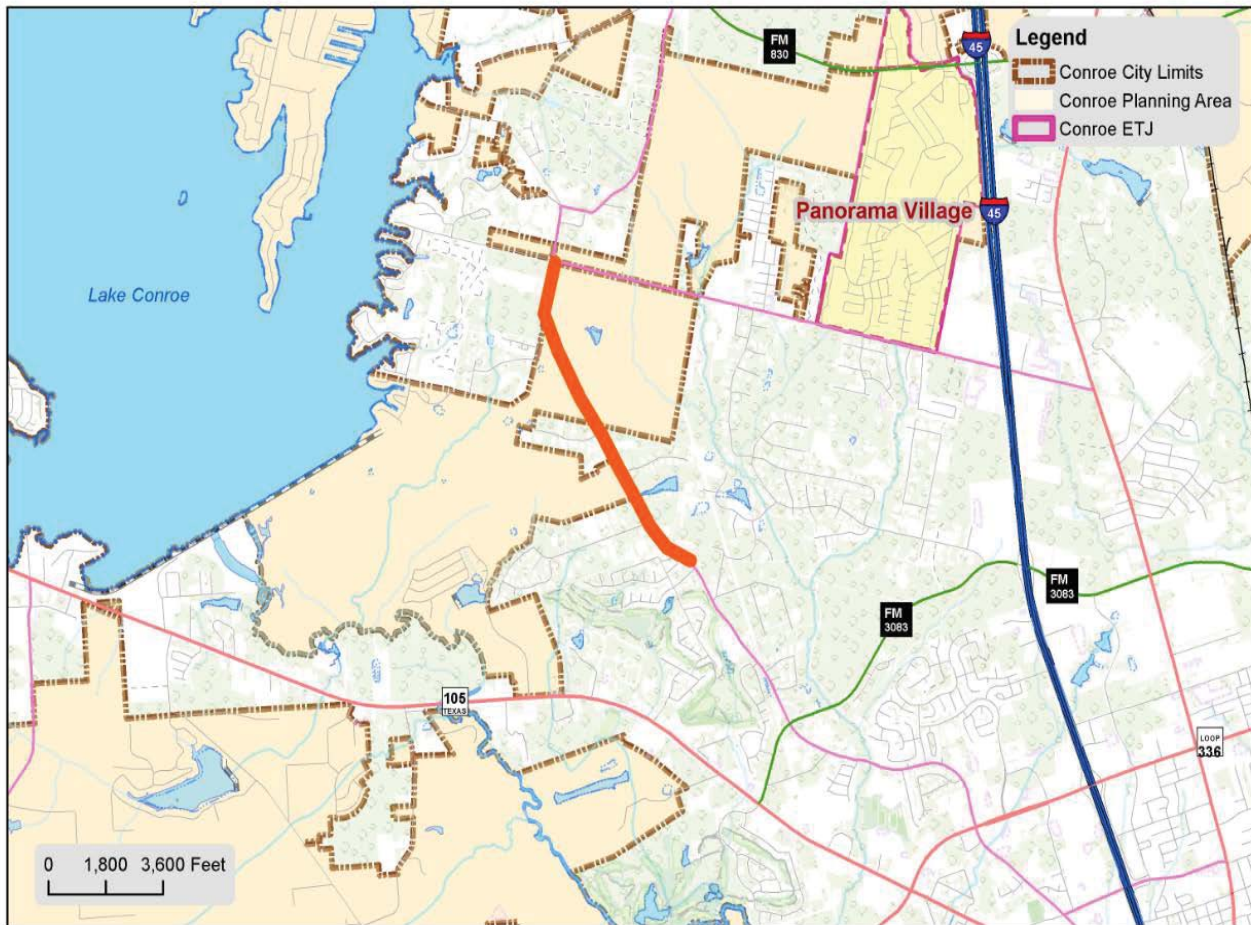 FM
830
45
Legend
Conroe City Limits
Conroe Planning Area
Conroe ETJ
Panorama Village
45
Lake Conroe
FM
3083
FM
3083
105
TEXAS
LOOP
336
0 1,800 3,600 Feet